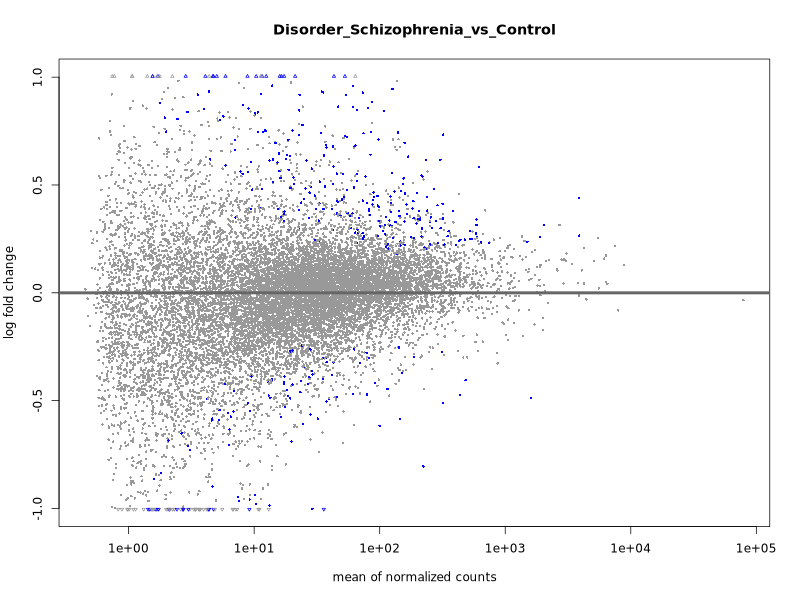 Disorder_Schizophrenia_vs_Control
log fold change
1.0
0.5
0.0
-0.5
-1.0
1e+00 1e+01 1e+02 1e+03 1e+04 1e+05
mean of normalized counts